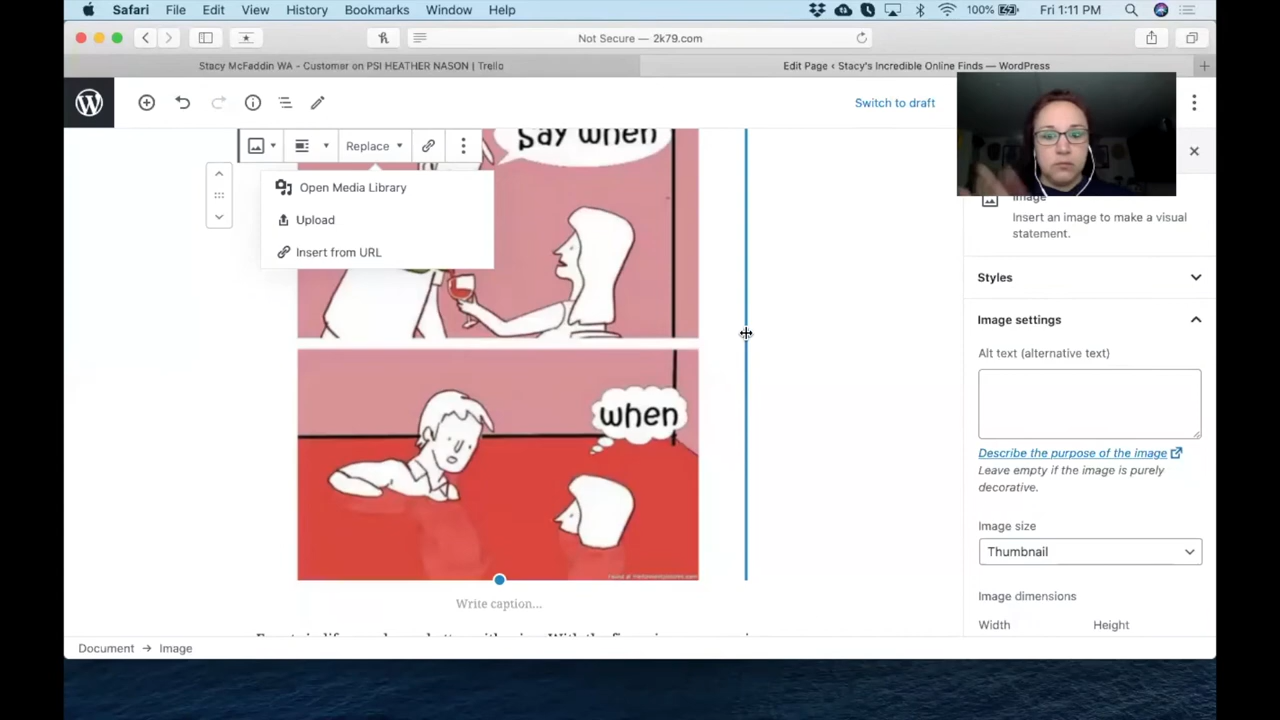 Safari File Edit View History Bookmarks Window Help 100% Fri 1:11 PM
Not Secure — 2k79.com
Stacy McFaddin WA - Customer on PSI HEATHER NASON | Trello
Edit Page ‹ Stacy's Incredible Online Finds — WordPress
Switch to draft
Say when
Replace
Open Media Library
Upload
Insert from URL
when
Write caption...
Image
Insert an image to make a visual
statement.
Styles
Image settings
Alt text (alternative text)
Describe the purpose of the image
Leave empty if the image is purely
decorative.
Image size
Thumbnail
Image dimensions
Width Height
Document → Image